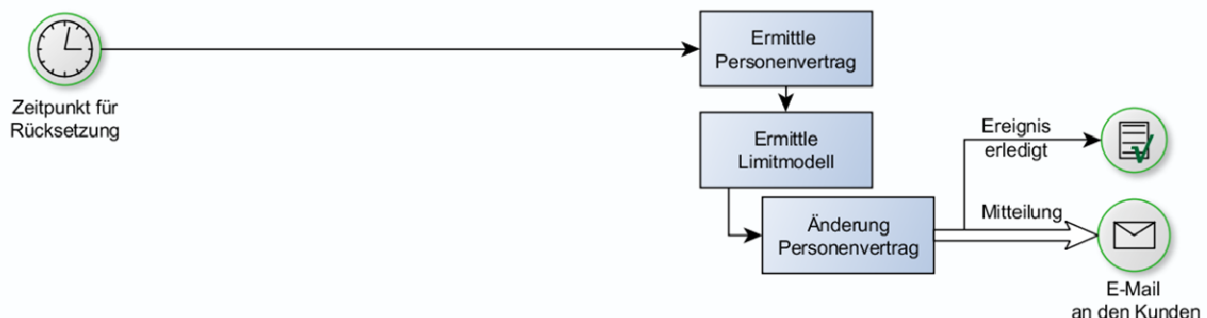 Zeitpunkt für
Rücksetzung
Ermittle
Personenvertrag
Ermittle
Limitmodell
Änderung
Personenvertrag
Ereignis
erledigt
Mitteilung
E-Mail
an den Kunden